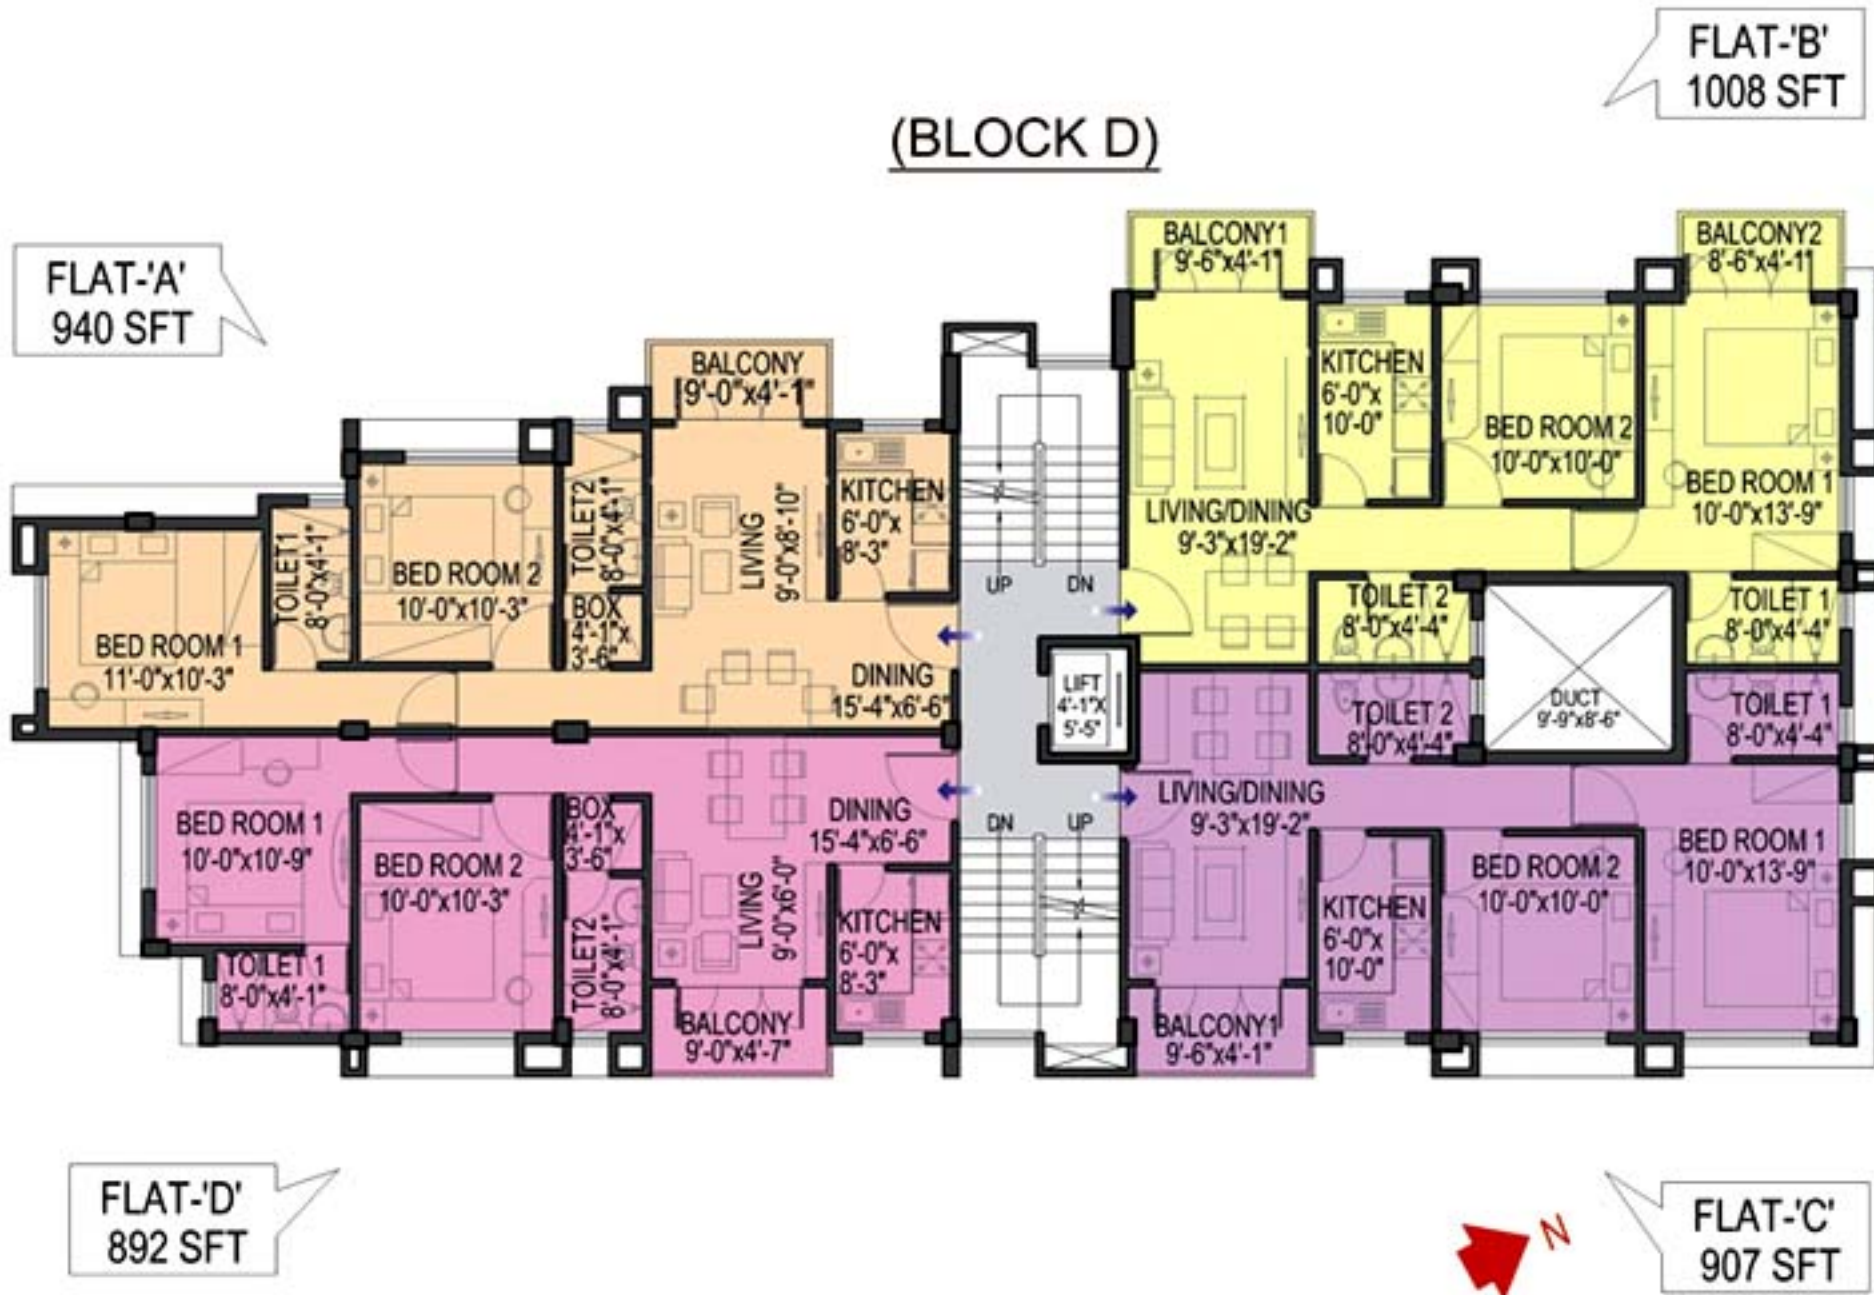 FLAT-'B'
1008 SFT
(BLOCK D)
FLAT-'A'
940 SFT
BALCONY1
9'-6"x4'-1"
BALCONY2
8'-6"x4'-1"
KITCHEN
6'-0"x
10'-0"
BED ROOM 2
10'-0"x10'-0"
BED ROOM 1
10'-0"x13'-9"
LIVING/DINING
9'-3"x19'-2"
TOILET 2
8'-0"x4'-4"
TOILET 1
8'-0"x4'-4"
BALCONY
9'-0"x4'-1"
KITCHEN
6'-0"x
8'-3"
LIVING
9'-0"x8'-10"
TOILET2
8'-0"x4'-1"
BOX
4'-1"x
3'-6"
BED ROOM 2
10'-0"x10'-3"
TOILET1
8'-0"x4'-1"
BED ROOM 1
11'-0"x10'-3"
DINING
15'-4"x6'-6"
UP
DN
LIFT
4'-1"X
5'-5"
DUCT
9'-9"x8'-6"
DN
UP
BED ROOM 1
10'-0"x10'-9"
BED ROOM 2
10'-0"x10'-3"
BOX
4'-1"x
3'-6"
TOILET2
8'-0"x4'-1"
DINING
15'-4"x6'-6"
LIVING
9'-0"x6'-0"
KITCHEN
6'-0"x
8'-3"
TOILET 1
8'-0"x4'-1"
BALCONY
9'-0"x4'-7"
TOILET 2
8'-0"x4'-4"
TOILET 1
8'-0"x4'-4"
LIVING/DINING
9'-3"x19'-2"
KITCHEN
6'-0"x
10'-0"
BED ROOM 2
10'-0"x10'-0"
BED ROOM 1
10'-0"x13'-9"
BALCONY1
9'-6"x4'-1"
FLAT-'D'
892 SFT
N
FLAT-'C'
907 SFT